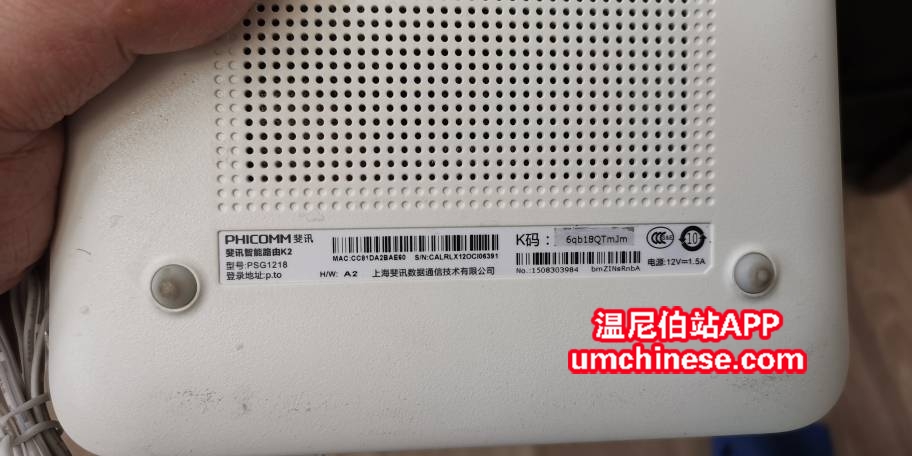 PHICOMM 斐讯
斐讯智能路由K2
型号:PSG1218
登录地址:p.to
MAC:CC81DA2BAE60 S/N:CALRLX12OCI06391
H/W: A2 上海斐讯数据通信技术有限公司
K码: 6qb1BQTmJm
No.:1508303984 bmZINsRnbA
10
电源:12V⎓1.5A
温尼伯站APP
umchinese.com